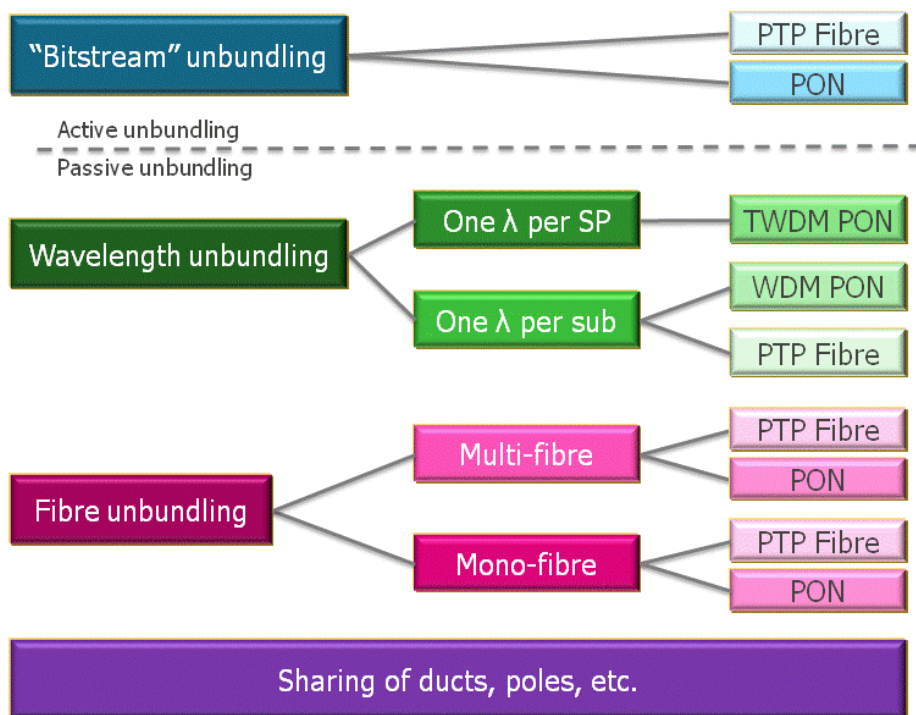 “Bitstream” unbundling
PTP Fibre
PON
Active unbundling
Passive unbundling
Wavelength unbundling
One λ per SP
TWDM PON
One λ per sub
WDM PON
PTP Fibre
Fibre unbundling
Multi-fibre
PTP Fibre
PON
Mono-fibre
PTP Fibre
PON
Sharing of ducts, poles, etc.